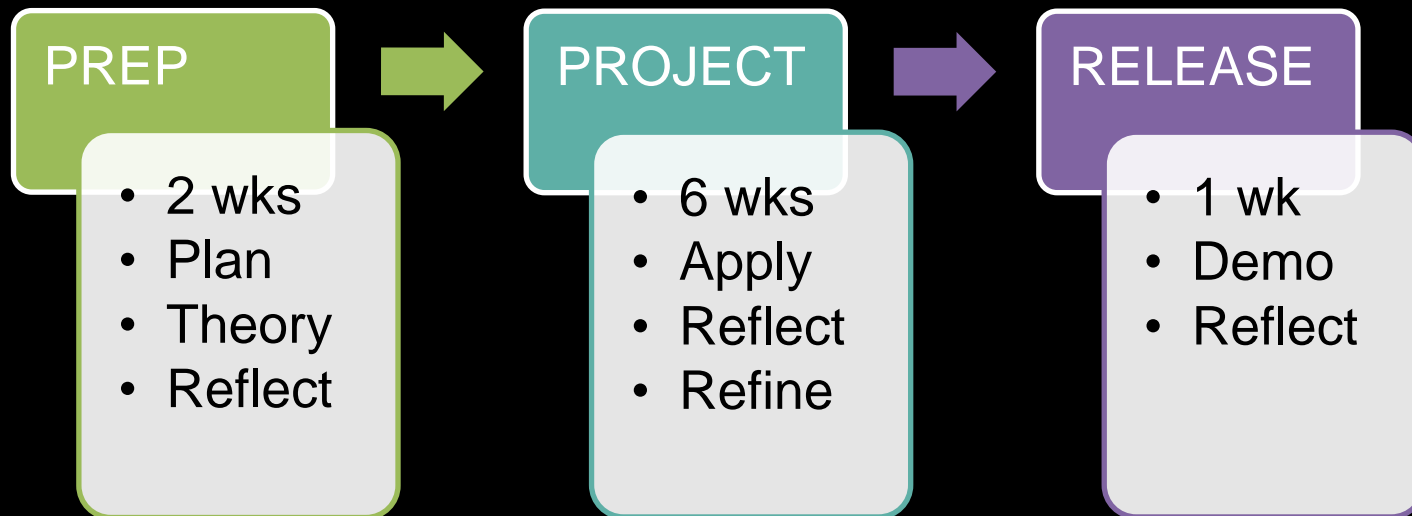 PREP
• 2 wks
• Plan
• Theory
• Reflect
PROJECT
• 6 wks
• Apply
• Reflect
• Refine
RELEASE
• 1 wk
• Demo
• Reflect